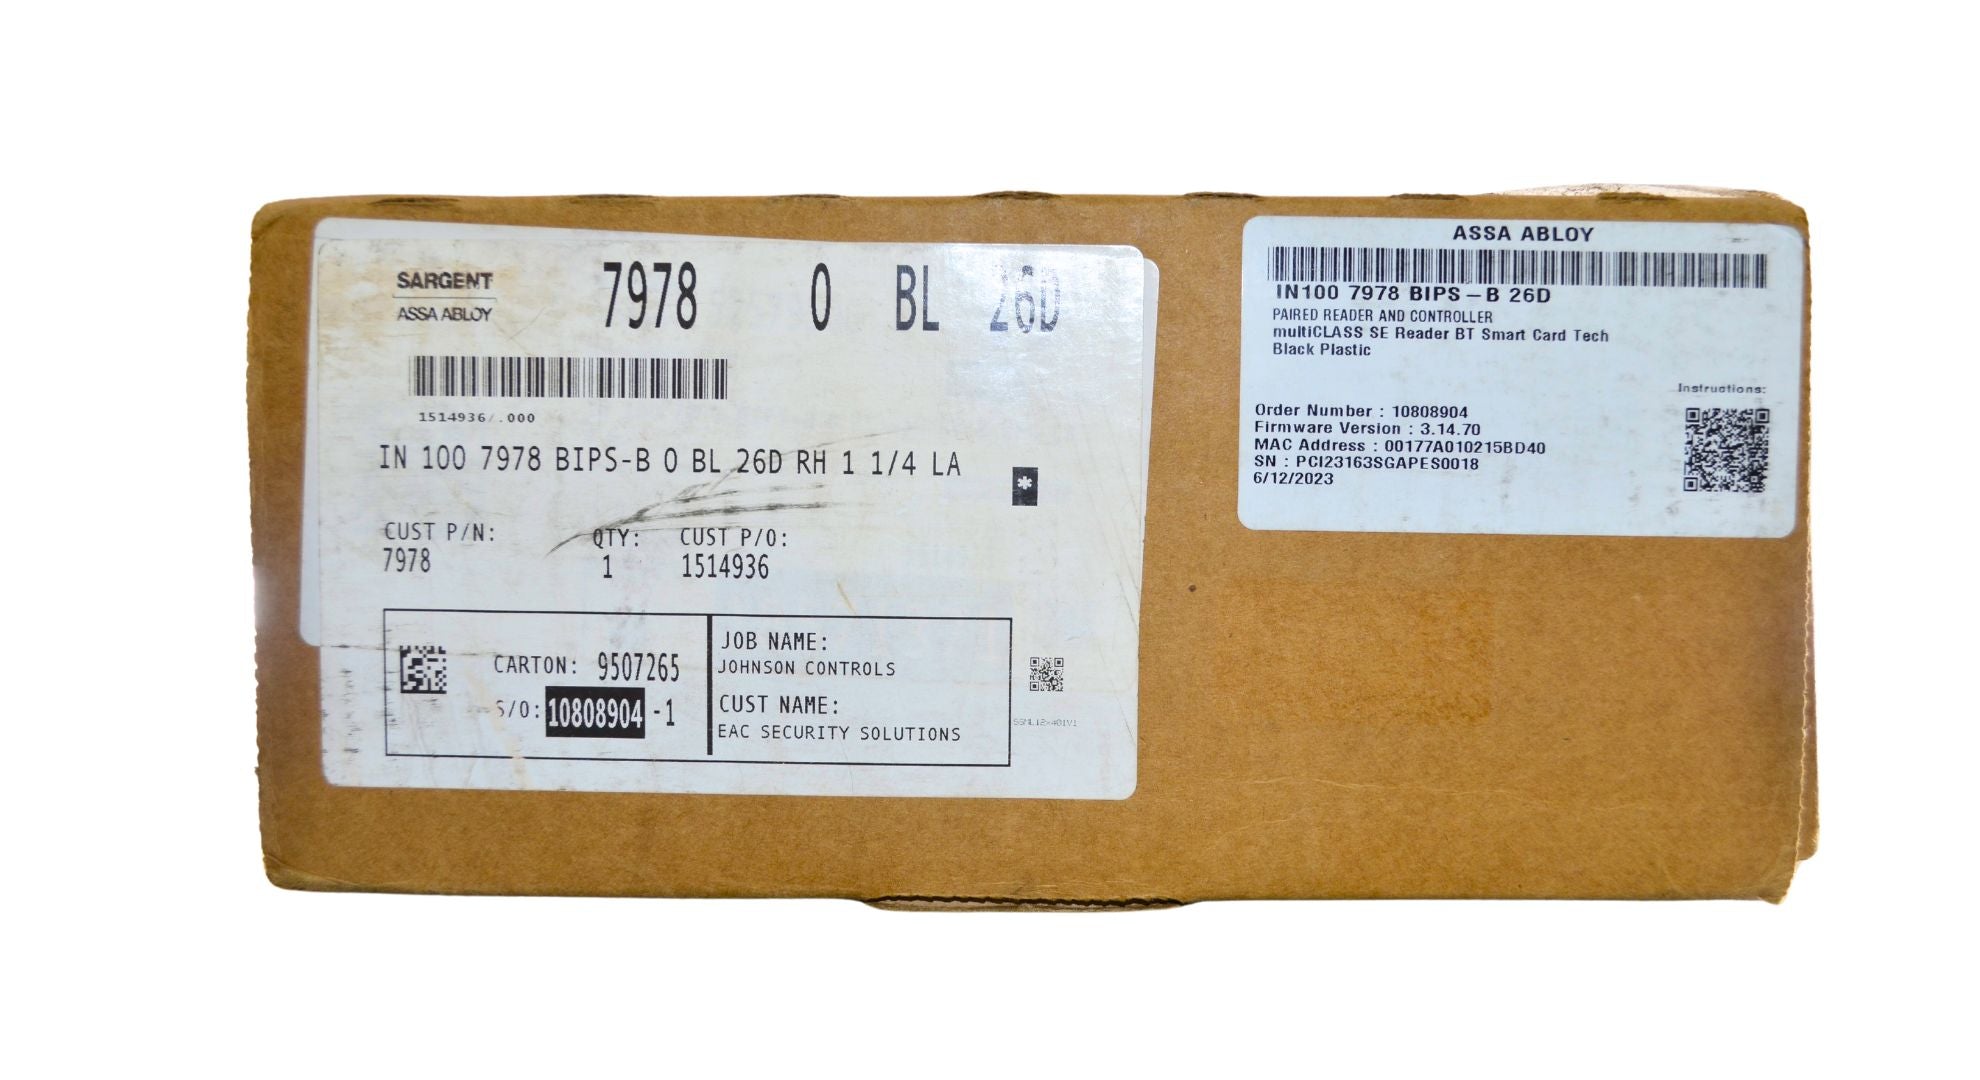 SARGENT
ASSA ABLOY
7978 0 BL 26D
1514936/.000
IN 100 7978 BIPS-B O BL 26D RH 1 1/4 LA
*
CUST P/N: QTY: CUST P/O:
7978 1 1514936
CARTON: 9507265
S/O: 10808904 -1
JOB NAME:
JOHNSON CONTROLS
CUST NAME:
EAC SECURITY SOLUTIONS
ASSA ABLOY
IN100 7978 BIPS – B 26D
PAIRED READER AND CONTROLLER
multiCLASS SE Reader BT Smart Card Tech
Black Plastic
Instructions:
Order Number : 10808904
Firmware Version : 3.14.70
MAC Address : 00177A010215BD40
SN : PCI23163SGAPES0018
6/12/2023